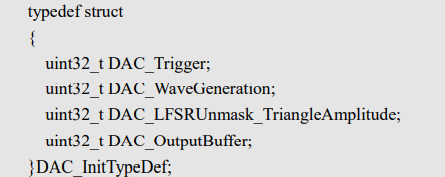 typedef struct
{
uint32_t DAC_Trigger;
uint32_t DAC_WaveGeneration;
uint32_t DAC_LFSRUnmask_TriangleAmplitude;
uint32_t DAC_OutputBuffer;
}DAC_InitTypeDef;